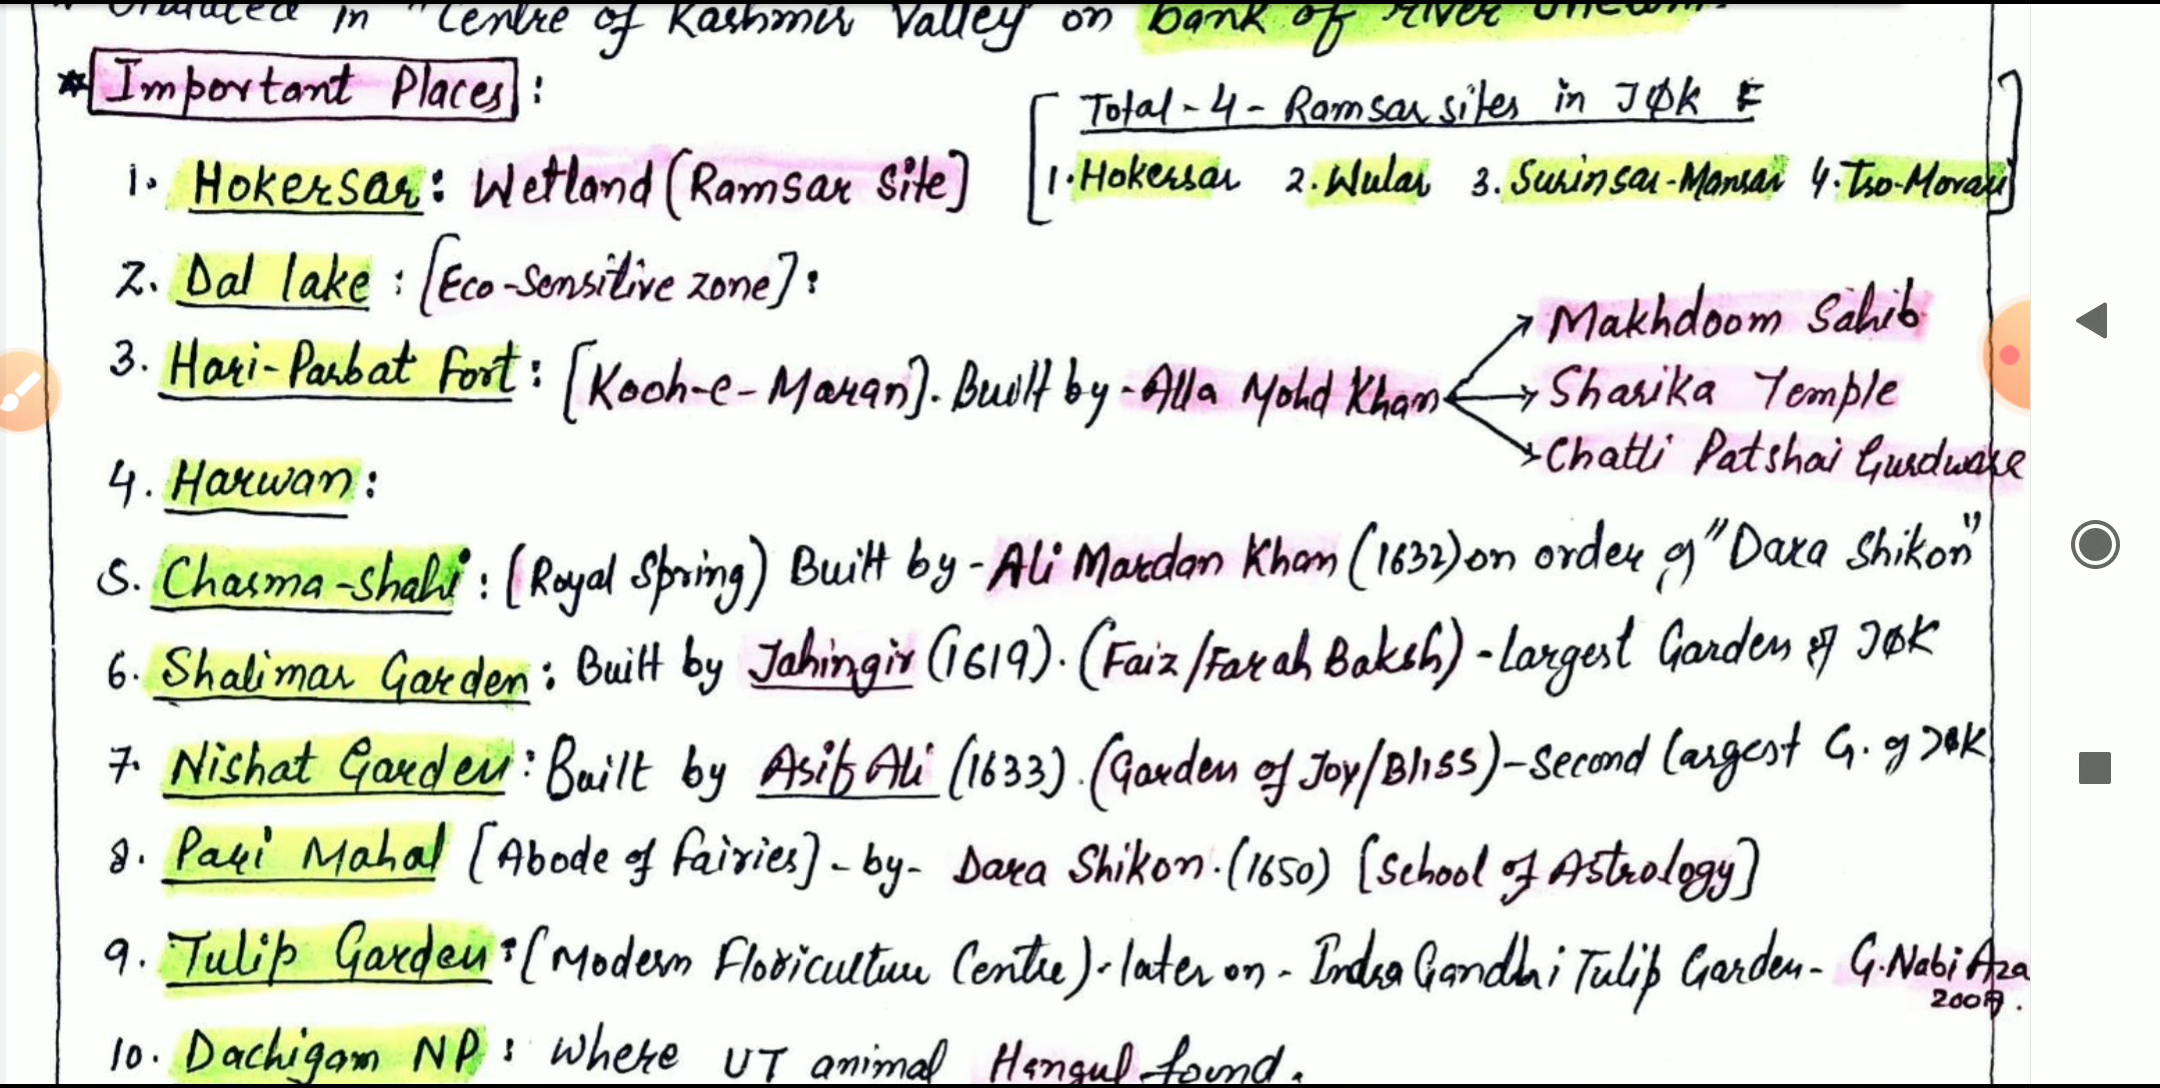 Situated in "Centre of Kashmir Valley on bank of River
* Important Places :
[ Total - 4 - Ramsar sites in J&K
1. Hokersar : Wetland (Ramsar Site]
1. Hokersar 2. Wular 3. Surinsar-Mansar 4. Tso-Morari ]
2. Dal lake : [Eco-Sensitive zone] :
3. Hari-Parbat Fort : [Kooh-e-Maran]. Built by - Alla Mohd Khan
→ Makhdoom Sahib
→ Sharika Temple
→ Chatti Patshai Gurdware
4. Harwan :
5. Chasma-shahi : (Royal Spring) Built by - Ali Mardan Khan (1632) on order of "Dara Shikon"
6. Shalimar Garden : Built by Jahingir (1619). (Faiz/Farah Baksh) - largest Garden of J&K
7. Nishat Garden : Built by Asif Ali (1633). (Garden of Joy/Bliss) - Second largest G. of J&K
8. Pari Mahal [Abode of fairies] - by - Dara Shikon. (1650) [School of Astrology]
9. Tulip Garden : (Modern Floriculture Centre). later on - Indra Gandhi Tulip Garden - G. Nabi Aza
10. Dachigam NP : Where UT animal Hangul found.